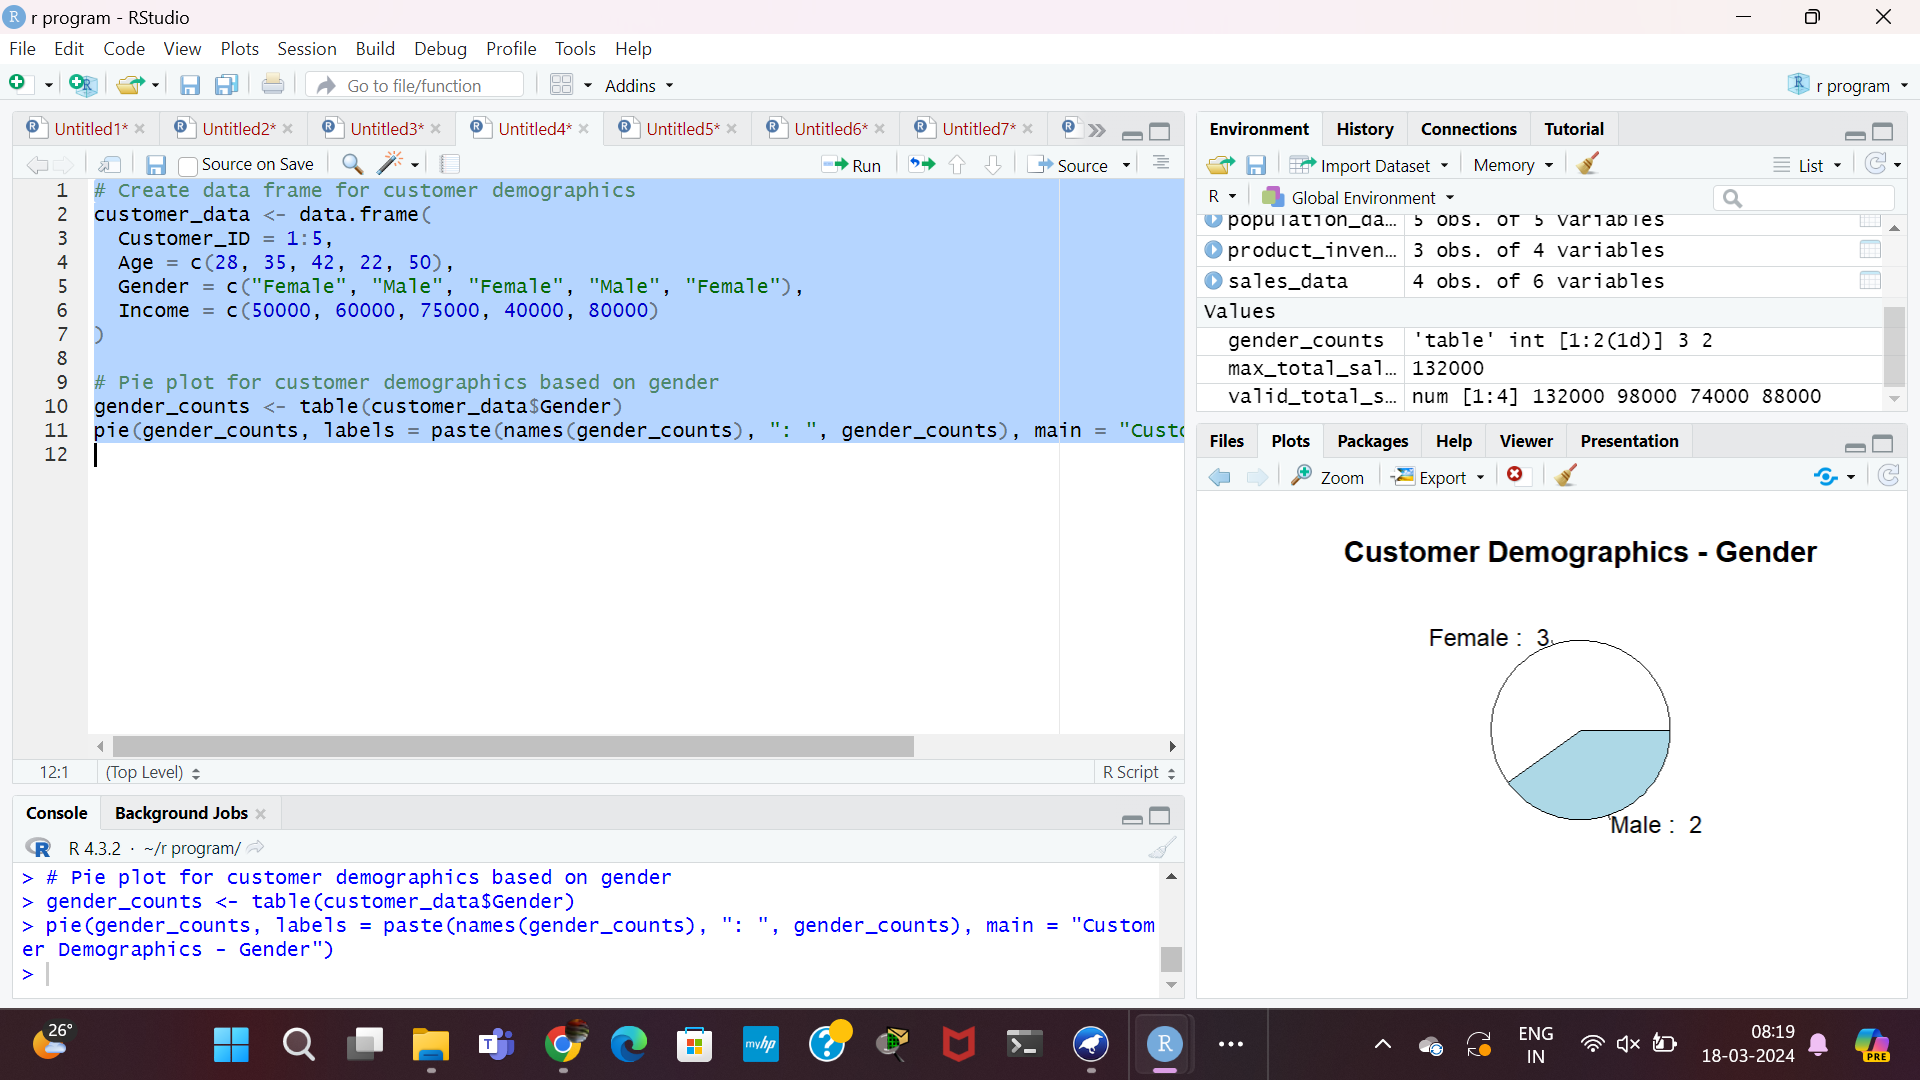 r program - RStudio
File Edit Code View Plots Session Build Debug Profile Tools Help
Go to file/function Addins r program
Untitled1* Untitled2* Untitled3* Untitled4* Untitled5* Untitled6* Untitled7*
Source on Save Run Source
1 # Create data frame for customer demographics
2 customer_data <- data.frame(
3 Customer_ID = 1:5,
4 Age = c(28, 35, 42, 22, 50),
5 Gender = c("Female", "Male", "Female", "Male", "Female"),
6 Income = c(50000, 60000, 75000, 40000, 80000)
7 )
8
9 # Pie plot for customer demographics based on gender
10 gender_counts <- table(customer_data$Gender)
11 pie(gender_counts, labels = paste(names(gender_counts), ": ", gender_counts), main = "Custo
12
12:1 (Top Level) R Script
Console Background Jobs
R 4.3.2 · ~/r program/
> # Pie plot for customer demographics based on gender
> gender_counts <- table(customer_data$Gender)
> pie(gender_counts, labels = paste(names(gender_counts), ": ", gender_counts), main = "Custom
er Demographics - Gender")
>
Environment History Connections Tutorial
Import Dataset Memory List
R Global Environment
population_da... 5 obs. of 5 variables
product_inven... 3 obs. of 4 variables
sales_data 4 obs. of 6 variables
Values
gender_counts 'table' int [1:2(1d)] 3 2
max_total_sal... 132000
valid_total_s... num [1:4] 132000 98000 74000 88000
Files Plots Packages Help Viewer Presentation
Zoom Export
Customer Demographics - Gender
Female :  3
Male :  2
26°
myhp
R
ENG
IN
08:19
18-03-2024
PRE